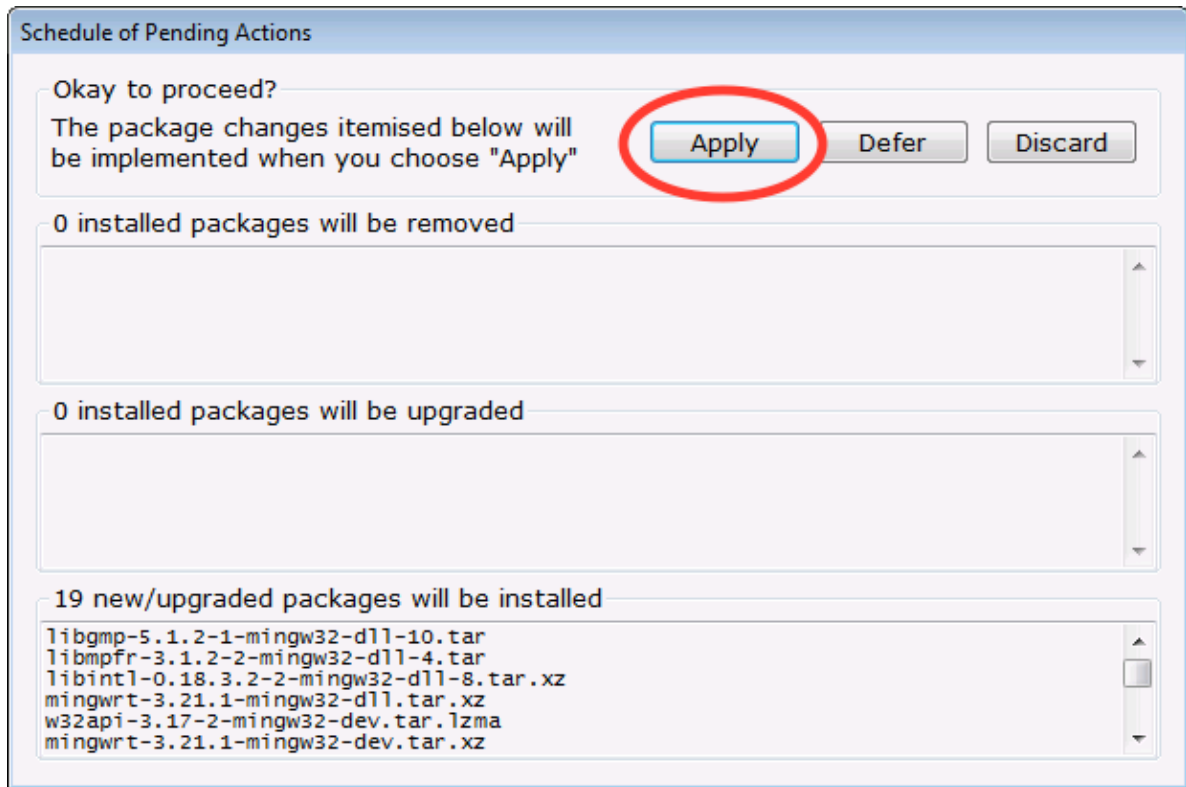 Schedule of Pending Actions
Okay to proceed?
The package changes itemised below will
be implemented when you choose "Apply"
Apply
Defer
Discard
0 installed packages will be removed
0 installed packages will be upgraded
19 new/upgraded packages will be installed
libgmp-5.1.2-1-mingw32-dll-10.tar
libmpfr-3.1.2-2-mingw32-dll-4.tar
libintl-0.18.3.2-2-mingw32-dll-8.tar.xz
mingwrt-3.21.1-mingw32-dll.tar.xz
w32api-3.17-2-mingw32-dev.tar.lzma
mingwrt-3.21.1-mingw32-dev.tar.xz